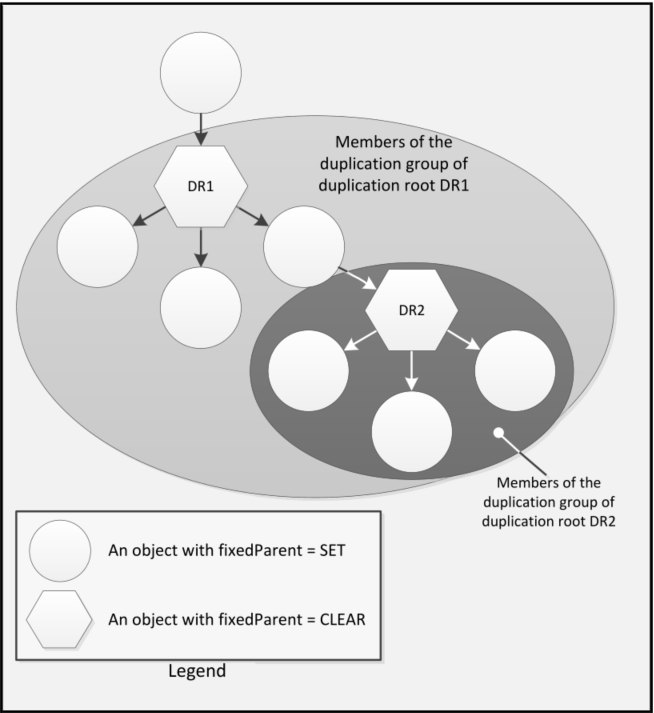 Members of the
duplication group of
duplication root DR1
DR1
DR2
Members of the
duplication group of
duplication root DR2
An object with fixedParent = SET
An object with fixedParent = CLEAR
Legend